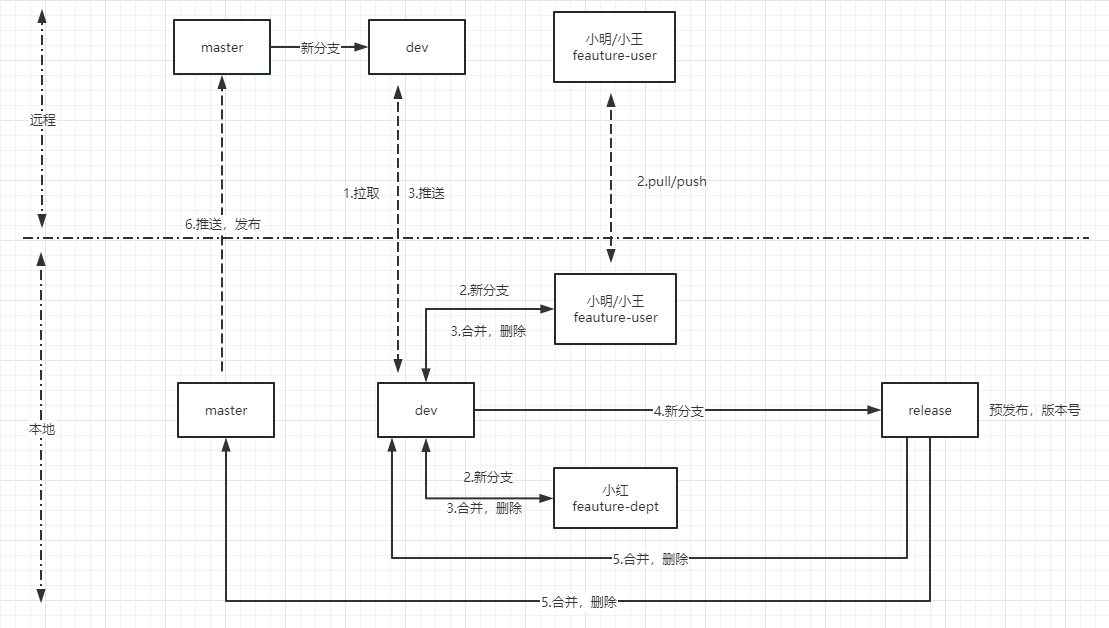 master
新分支
dev
小明/小王
feauture-user
远程
1.拉取
3.推送
2.pull/push
6.推送，发布
2.新分支
3.合并，删除
小明/小王
feauture-user
本地
master
dev
4.新分支
release
预发布，版本号
2.新分支
3.合并，删除
小红
feauture-dept
5.合并，删除
5.合并，删除